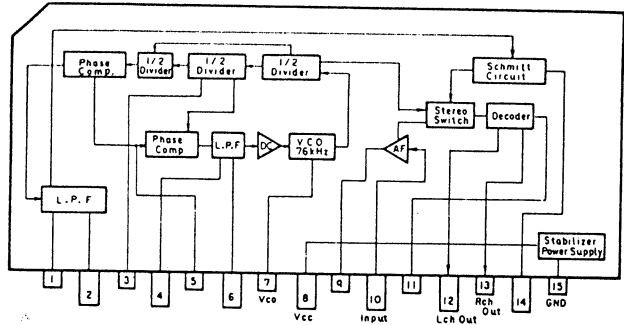 Phase
Comp.
1/2
Divider
1/2
Divider
1/2
Divider
Schmitt
Circuit
Stereo
Switch
Decoder
Phase
Comp
L.P.F
DC
VCO
76kHz
AF
L.P.F
Stabilizer
Power Supply
1
2
3
4
5
6
7
8
9
10
11
12
13
14
15
Vco
Vcc
Input
Lch Out
Rch
Out
GND